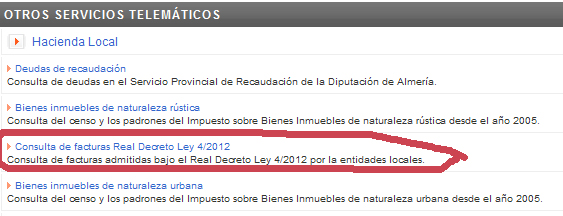 OTROS SERVICIOS TELEMÁTICOS
Hacienda Local
Deudas de recaudación
Consulta de deudas en el Servicio Provincial de Recaudación de la Diputación de Almería.
Bienes inmuebles de naturaleza rústica
Consulta del censo y los padrones del Impuesto sobre Bienes Inmuebles de naturaleza rústica desde el año 2005.
Consulta de facturas Real Decreto Ley 4/2012
Consulta de facturas admitidas bajo el Real Decreto Ley 4/2012 por la entidades locales.
Bienes inmuebles de naturaleza urbana
Consulta del censo y los padrones del Impuesto sobre Bienes Inmuebles de naturaleza urbana desde el año 2005.